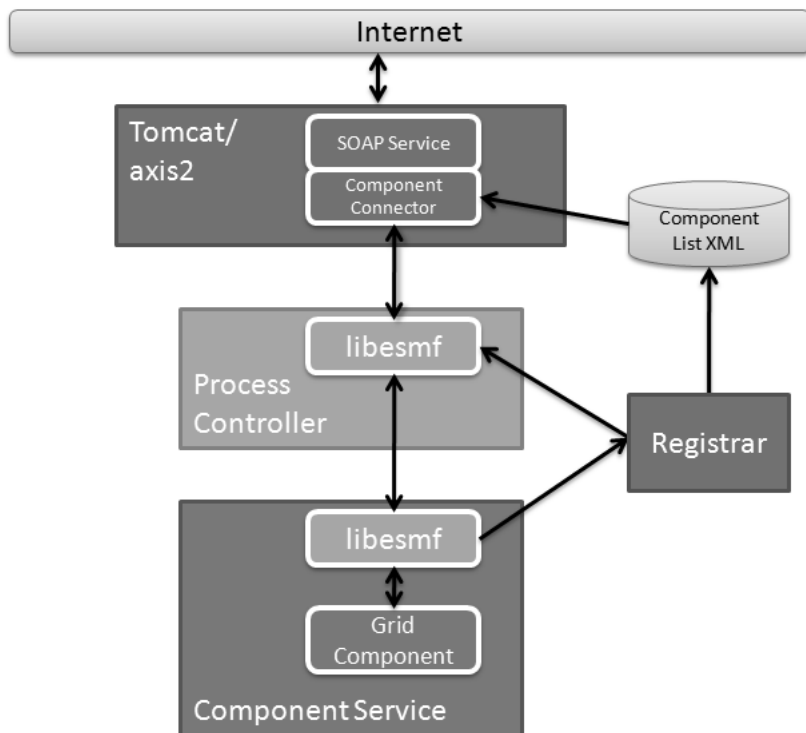 Internet
Tomcat/
axis2
SOAP Service
Component
Connector
Component
List XML
libesmf
Process
Controller
Registrar
libesmf
Grid
Component
Component Service